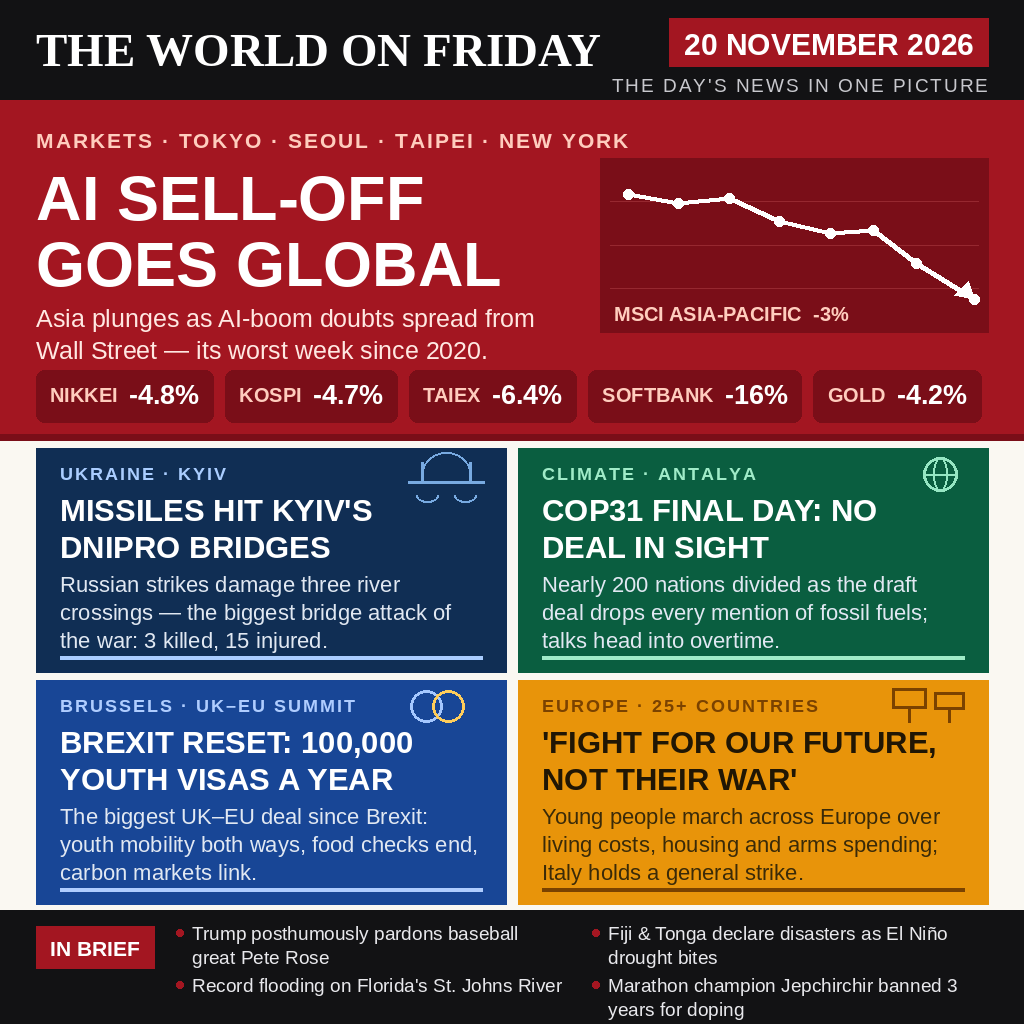 THE WORLD ON FRIDAY
20 NOVEMBER 2026
THE DAY'S NEWS IN ONE PICTURE
MARKETS · TOKYO · SEOUL · TAIPEI · NEW YORK
AI SELL-OFF
GOES GLOBAL
Asia plunges as AI-boom doubts spread from
Wall Street — its worst week since 2020.
MSCI ASIA-PACIFIC -3%
NIKKEI -4.8%
KOSPI -4.7%
TAIEX -6.4%
SOFTBANK -16%
GOLD -4.2%
UKRAINE · KYIV
MISSILES HIT KYIV'S
DNIPRO BRIDGES
Russian strikes damage three river
crossings — the biggest bridge attack of
the war: 3 killed, 15 injured.
CLIMATE · ANTALYA
COP31 FINAL DAY: NO
DEAL IN SIGHT
Nearly 200 nations divided as the draft
deal drops every mention of fossil fuels;
talks head into overtime.
BRUSSELS · UK–EU SUMMIT
BREXIT RESET: 100,000
YOUTH VISAS A YEAR
The biggest UK–EU deal since Brexit:
youth mobility both ways, food checks end,
carbon markets link.
EUROPE · 25+ COUNTRIES
'FIGHT FOR OUR FUTURE,
NOT THEIR WAR'
Young people march across Europe over
living costs, housing and arms spending;
Italy holds a general strike.
IN BRIEF
Trump posthumously pardons baseball
great Pete Rose
Record flooding on Florida's St. Johns River
Fiji & Tonga declare disasters as El Niño
drought bites
Marathon champion Jepchirchir banned 3
years for doping